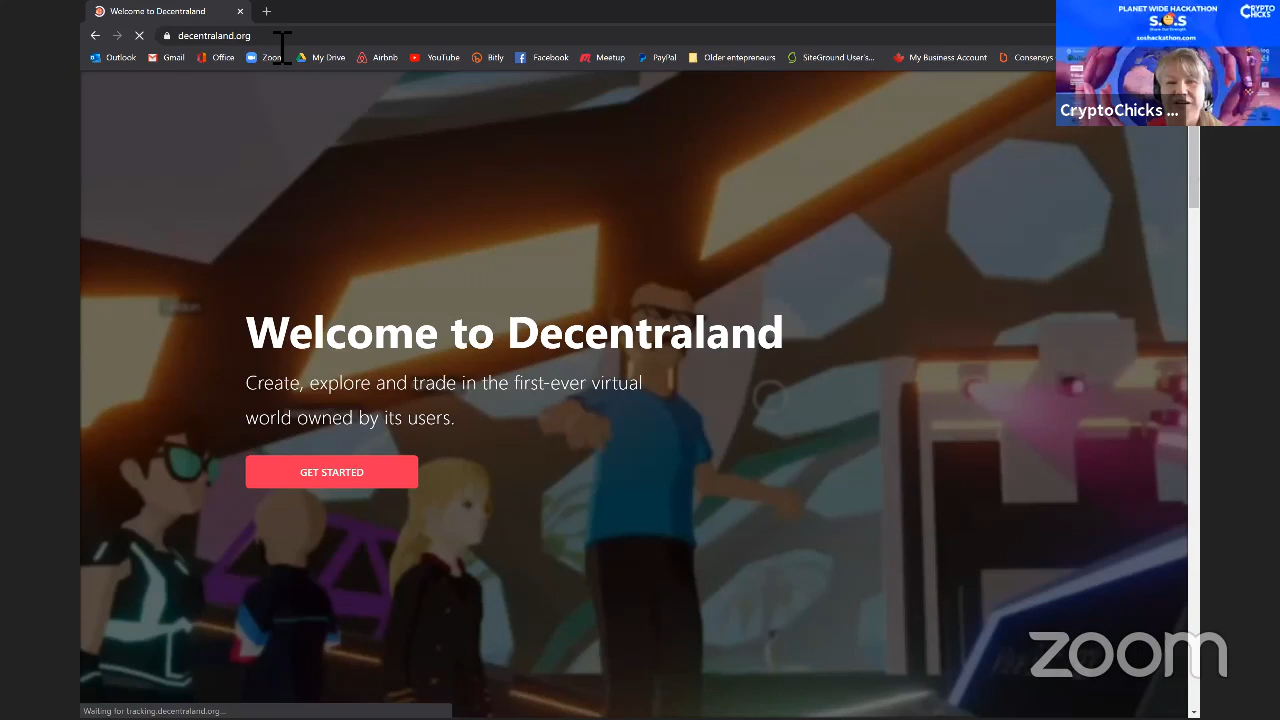 Welcome to Decentraland
decentraland.org
Outlook Gmail Office Zoom My Drive Airbnb YouTube Bitly Facebook Meetup PayPal Older entepreneurs SiteGround User's... My Business Account Consensys
PLANET WIDE HACKATHON
S.O.S
soshackathon.com
CRYPTO
CHICKS
CryptoChicks ...
Welcome to Decentraland
Create, explore and trade in the first-ever virtual
world owned by its users.
GET STARTED
zoom
Waiting for tracking.decentraland.org...